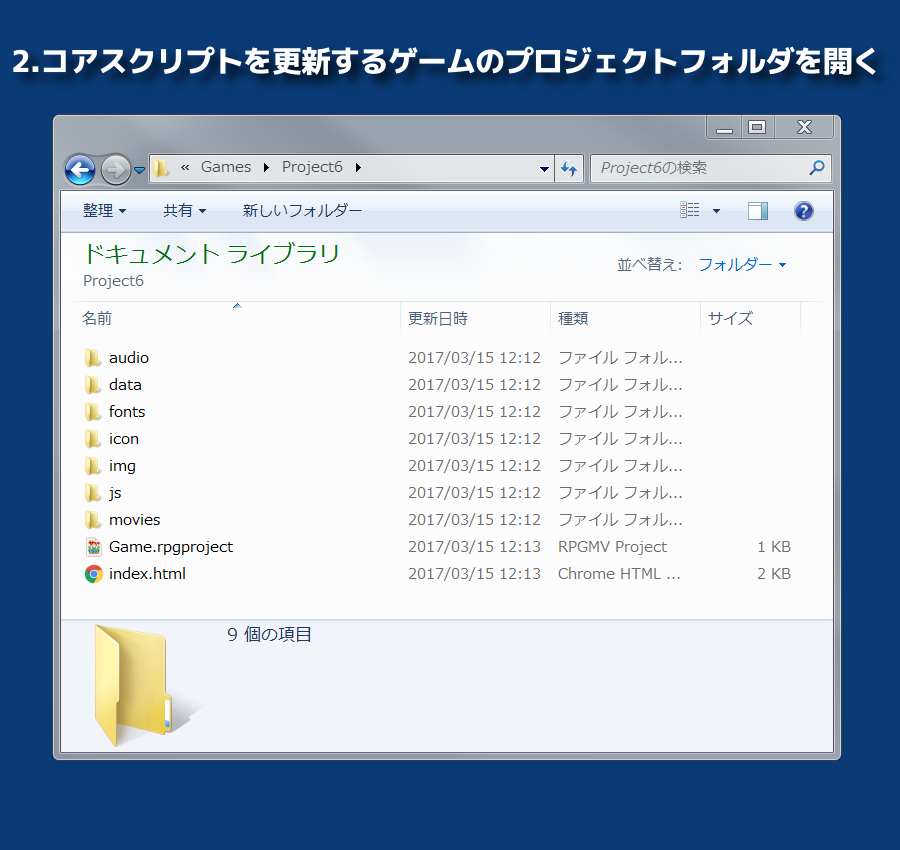 2.コアスクリプトを更新するゲームのプロジェクトフォルダを開く
« Games Project6 Project6の検索
整理 共有 新しいフォルダー
ドキュメント ライブラリ
Project6
並べ替え: フォルダー
名前 更新日時 種類 サイズ
audio 2017/03/15 12:12 ファイル フォル...
data 2017/03/15 12:12 ファイル フォル...
fonts 2017/03/15 12:12 ファイル フォル...
icon 2017/03/15 12:12 ファイル フォル...
img 2017/03/15 12:12 ファイル フォル...
js 2017/03/15 12:12 ファイル フォル...
movies 2017/03/15 12:12 ファイル フォル...
Game.rpgproject 2017/03/15 12:13 RPGMV Project 1 KB
index.html 2017/03/15 12:13 Chrome HTML ... 2 KB
9 個の項目